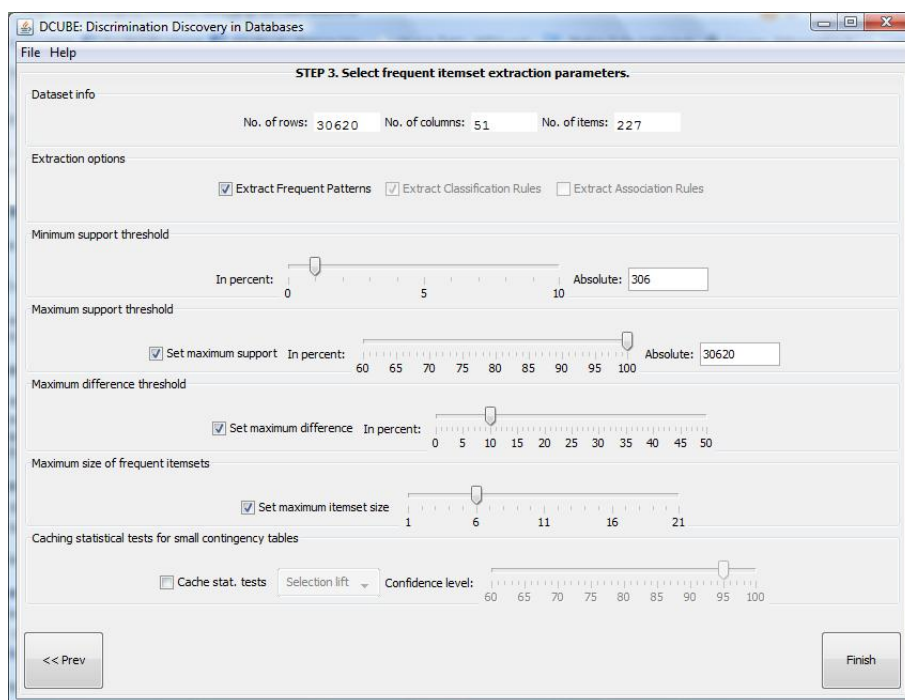 DCUBE: Discrimination Discovery in Databases
File Help
STEP 3. Select frequent itemset extraction parameters.
Dataset info
No. of rows: 30620 No. of columns: 51 No. of items: 227
Extraction options
Extract Frequent Patterns Extract Classification Rules Extract Association Rules
Minimum support threshold
In percent: Absolute: 306
0 5 10
Maximum support threshold
Set maximum support In percent: Absolute: 30620
60 65 70 75 80 85 90 95 100
Maximum difference threshold
Set maximum difference In percent:
0 5 10 15 20 25 30 35 40 45 50
Maximum size of frequent itemsets
Set maximum itemset size
1 6 11 16 21
Caching statistical tests for small contingency tables
Cache stat. tests Selection lift Confidence level:
60 65 70 75 80 85 90 95 100
<< Prev Finish